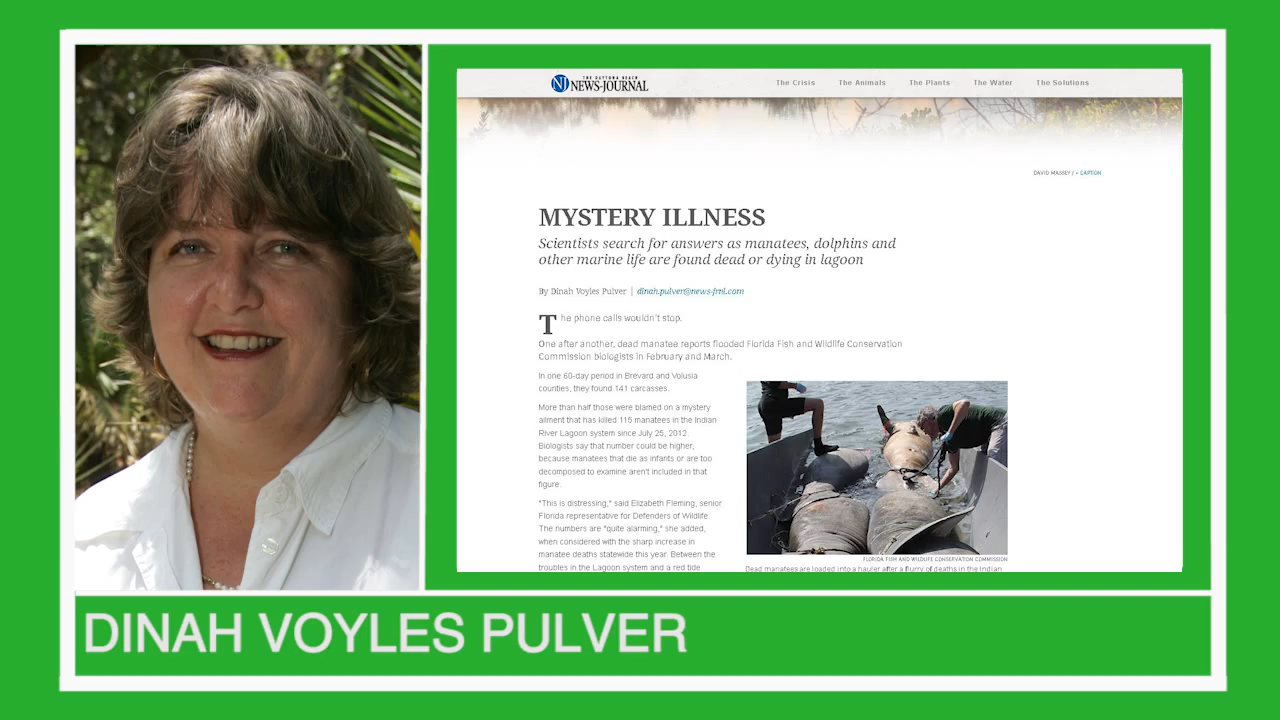 THE DAYTONA BEACH
NEWS-JOURNAL
The Crisis The Animals The Plants The Water The Solutions
DAVID MASSEY / + CAPTION
MYSTERY ILLNESS
Scientists search for answers as manatees, dolphins and
other marine life are found dead or dying in lagoon
By Dinah Voyles Pulver | dinah.pulver@news-jrnl.com
The phone calls wouldn't stop.
One after another, dead manatee reports flooded Florida Fish and Wildlife Conservation
Commission biologists in February and March.
In one 60-day period in Brevard and Volusia
counties, they found 141 carcasses.
More than half those were blamed on a mystery
ailment that has killed 115 manatees in the Indian
River Lagoon system since July 25, 2012.
Biologists say that number could be higher,
because manatees that die as infants or are too
decomposed to examine aren't included in that
figure.
"This is distressing," said Elizabeth Fleming, senior
Florida representative for Defenders of Wildlife.
The numbers are "quite alarming," she added,
when considered with the sharp increase in
manatee deaths statewide this year. Between the
troubles in the Lagoon system and a red tide
FLORIDA FISH AND WILDLIFE CONSERVATION COMMISSION
Dead manatees are loaded into a hauler after a flurry of deaths in the Indian
DINAH VOYLES PULVER